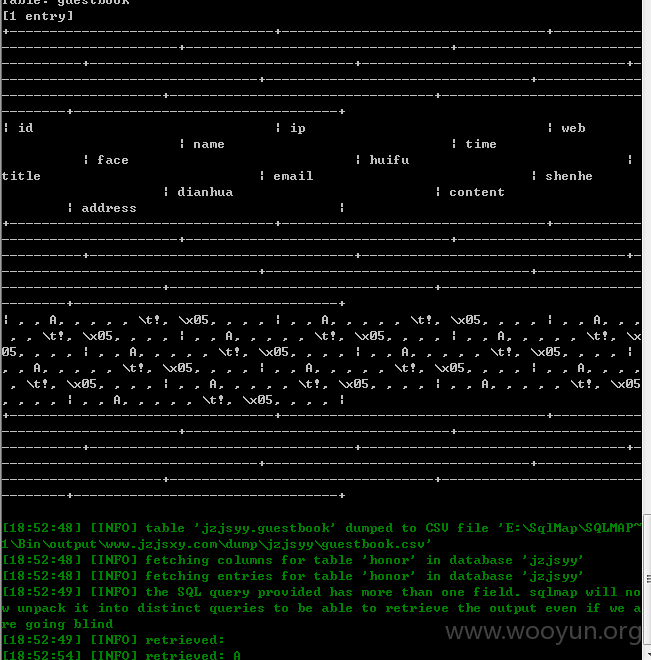 Table: guestbook
[1 entry]
+---------------------------------+---------------------------------+-----------
----------------------+---------------------------------+-----------------------
----------+---------------------------------+---------------------------------+-
--------------------------------+---------------------------------+-------------
--------------------+---------------------------------+-------------------------
--------+---------------------------------+
| id                              | ip                              | web
                      | name                            | time
          | face                            | huifu                           |
title                           | email                           | shenhe
                    | dianhua                         | content
        | address                         |
+---------------------------------+---------------------------------+-----------
----------------------+---------------------------------+-----------------------
----------+---------------------------------+---------------------------------+-
--------------------------------+---------------------------------+-------------
--------------------+---------------------------------+-------------------------
--------+---------------------------------+
| , , A, , , , , \t!, \x05, , , , | , , A, , , , , \t!, \x05, , , , | , , A, , ,
 , , \t!, \x05, , , , | , , A, , , , , \t!, \x05, , , , | , , A, , , , , \t!, \x
05, , , , | , , A, , , , , \t!, \x05, , , , | , , A, , , , , \t!, \x05, , , , |
, , A, , , , , \t!, \x05, , , , | , , A, , , , , \t!, \x05, , , , | , , A, , , ,
 , \t!, \x05, , , , | , , A, , , , , \t!, \x05, , , , | , , A, , , , , \t!, \x05
, , , , | , , A, , , , , \t!, \x05, , , , |
+---------------------------------+---------------------------------+-----------
----------------------+---------------------------------+-----------------------
----------+---------------------------------+---------------------------------+-
--------------------------------+---------------------------------+-------------
--------------------+---------------------------------+-------------------------
--------+---------------------------------+
[18:52:48] [INFO] table 'jzjsyy.guestbook' dumped to CSV file 'E:\SqlMap\SQLMAP~
1\Bin\output\www.jzjsxy.com\dump\jzjsyy\guestbook.csv'
[18:52:48] [INFO] fetching columns for table 'honor' in database 'jzjsyy'
[18:52:48] [INFO] fetching entries for table 'honor' in database 'jzjsyy'
[18:52:49] [INFO] the SQL query provided has more than one field. sqlmap will no
w unpack it into distinct queries to be able to retrieve the output even if we a
re going blind
[18:52:49] [INFO] retrieved:
[18:52:54] [INFO] retrieved: A
www.wooyun.org